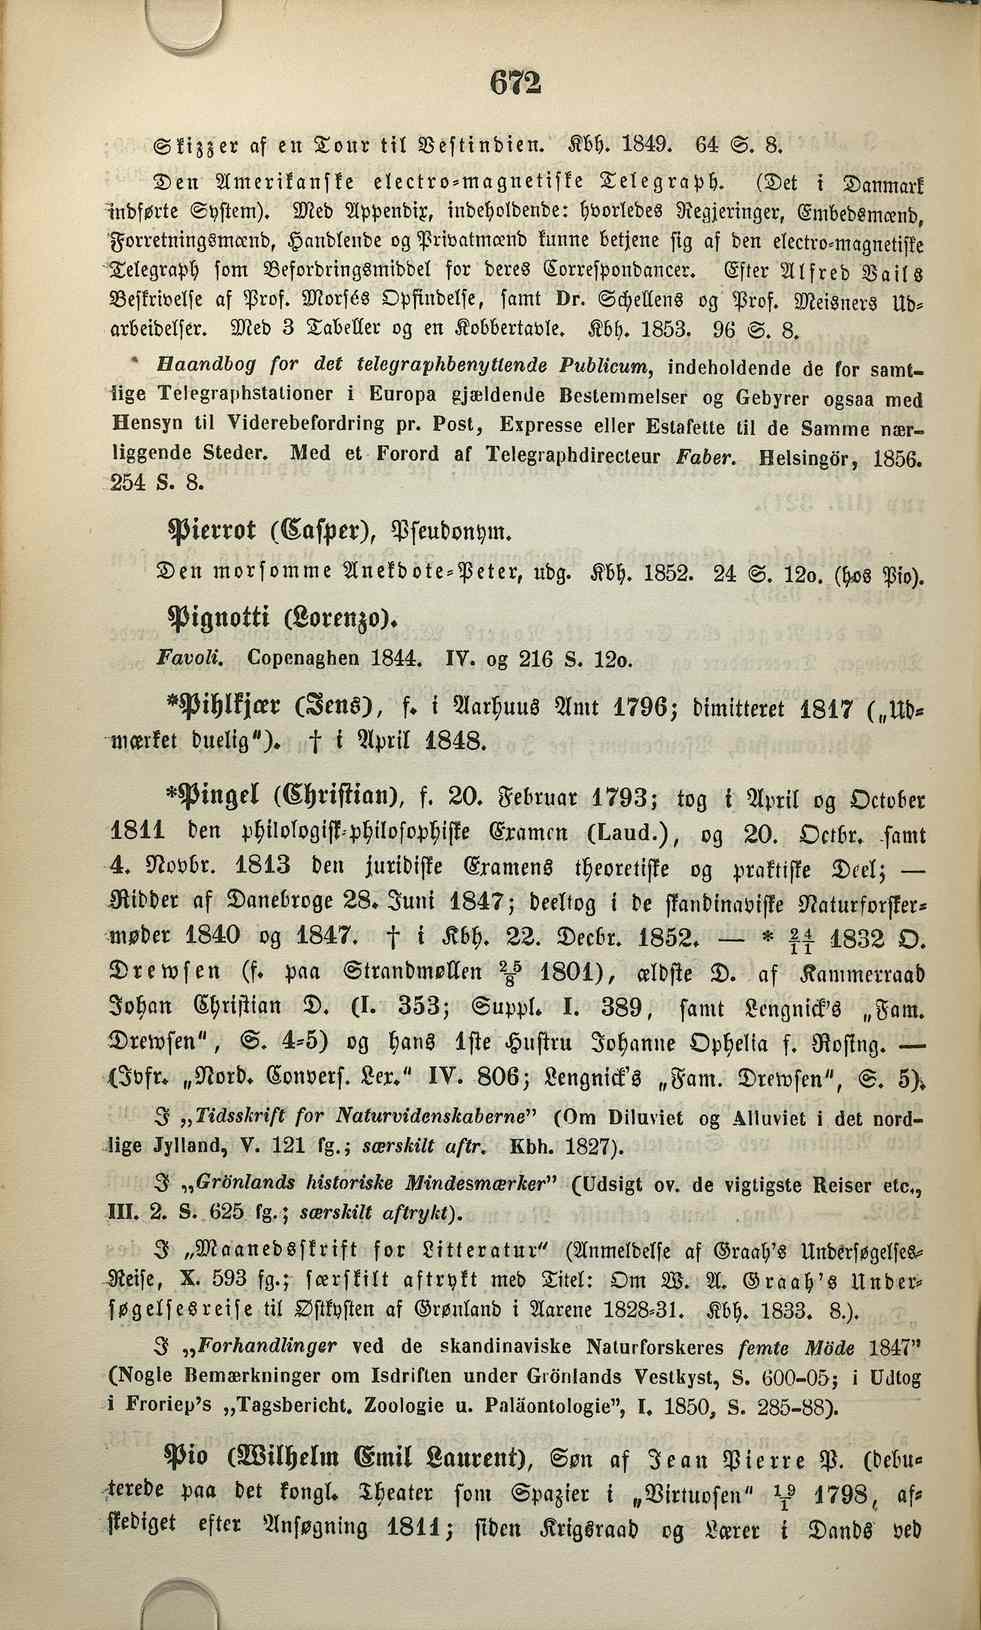 672
Skizzer af en Tour til Vestindien. Kbh. 1849. 64 S. 8.
Den Amerikanske electro-magnetiske Telegraph. (Det i Danmark
indførte System). Med Appendix, indeholdende: hvorledes Regjeringer, Embedsmænd,
Forretningsmænd, Handlende og Privatmænd kunne betjene sig af den electro-magnetiske
Telegraph som Befordringsmiddel for deres Correspondancer. Efter Alfred Vails
Beskrivelse af Prof. Morsés Opfindelse, samt Dr. Schellens og Prof. Meisners Ud-
arbeidelser. Med 3 Tabeller og en Kobbertavle. Kbh. 1853. 96 S. 8.
Haandbog for det telegraphbenyttende Publicum, indeholdende de for samt-
lige Telegraphstationer i Europa gjældende Bestemmelser og Gebyrer ogsaa med
Hensyn til Viderebefordring pr. Post, Expresse eller Estafette til de Samme nær-
liggende Steder. Med et Forord af Telegraphdirecteur Faber. Helsingör, 1856.
254 S. 8.
Pierrot (Casper), Pseudonym.
Den morsomme Anekdote-Peter, udg. Kbh. 1852. 24 S. 12o. (hos Pio).
Pignotti (Lorenzo).
Favoli. Copenaghen 1844. IV. og 216 S. 12o.
*Pihlkjær (Jens), f. i Aarhuus Amt 1796; dimitteret 1817 („Ud-
mærket duelig"). † i April 1848.
*Pingel (Christian), f. 20. Februar 1793; tog i April og October
1811 den philologisk-philosophiske Examen (Laud.), og 20. Octbr. samt
4. Novbr. 1813 den juridiske Examens theoretiske og praktiske Deel; —
Ridder af Danebroge 28. Juni 1847; deeltog i de skandinaviske Naturforsker-
møder 1840 og 1847. † i Kbh. 22. Decbr. 1852. — * 24/11 1832 O.
Drewsen (f. paa Strandmøllen 25/8 1801), ældste D. af Kammerraad
Johan Christian D. (I. 353; Suppl. I. 389, samt Lengnick's „Fam.
Drewsen", S. 4-5) og hans 1ste Hustru Johanne Ophelia f. Rosing. —
(Jvfr. „Nord. Convers. Lex." IV. 806; Lengnick's „Fam. Drewsen", S. 5).
I „Tidsskrift for Naturvidenskaberne" (Om Diluviet og Alluviet i det nord-
lige Jylland, V. 121 fg.; særskilt aftr. Kbh. 1827).
I „Grönlands historiske Mindesmærker" (Udsigt ov. de vigtigste Reiser etc.,
III. 2. S. 625 fg.; særskilt aftrykt).
I „Maanedsskrift for Litteratur" (Anmeldelse af Graah's Undersøgelses-
Reise, X. 593 fg.; særskilt aftrykt med Titel: Om W. A. Graah's Under-
søgelsesreise til Østkysten af Grønland i Aarene 1828-31. Kbh. 1833. 8.).
I „Forhandlinger ved de skandinaviske Naturforskeres femte Möde 1847"
(Nogle Bemærkninger om Isdriften under Grönlands Vestkyst, S. 600-05; i Udtog
i Froriep's „Tagsbericht. Zoologie u. Paläontologie", I. 1850, S. 285-88).
Pio (Wilhelm Emil Laurent), Søn af Jean Pierre P. (debu-
terede paa det kongl. Theater som Spazier i „Virtuosen" 19/1 1798, af-
skediget efter Ansøgning 1811; siden Krigsraad og Lærer i Dands ved